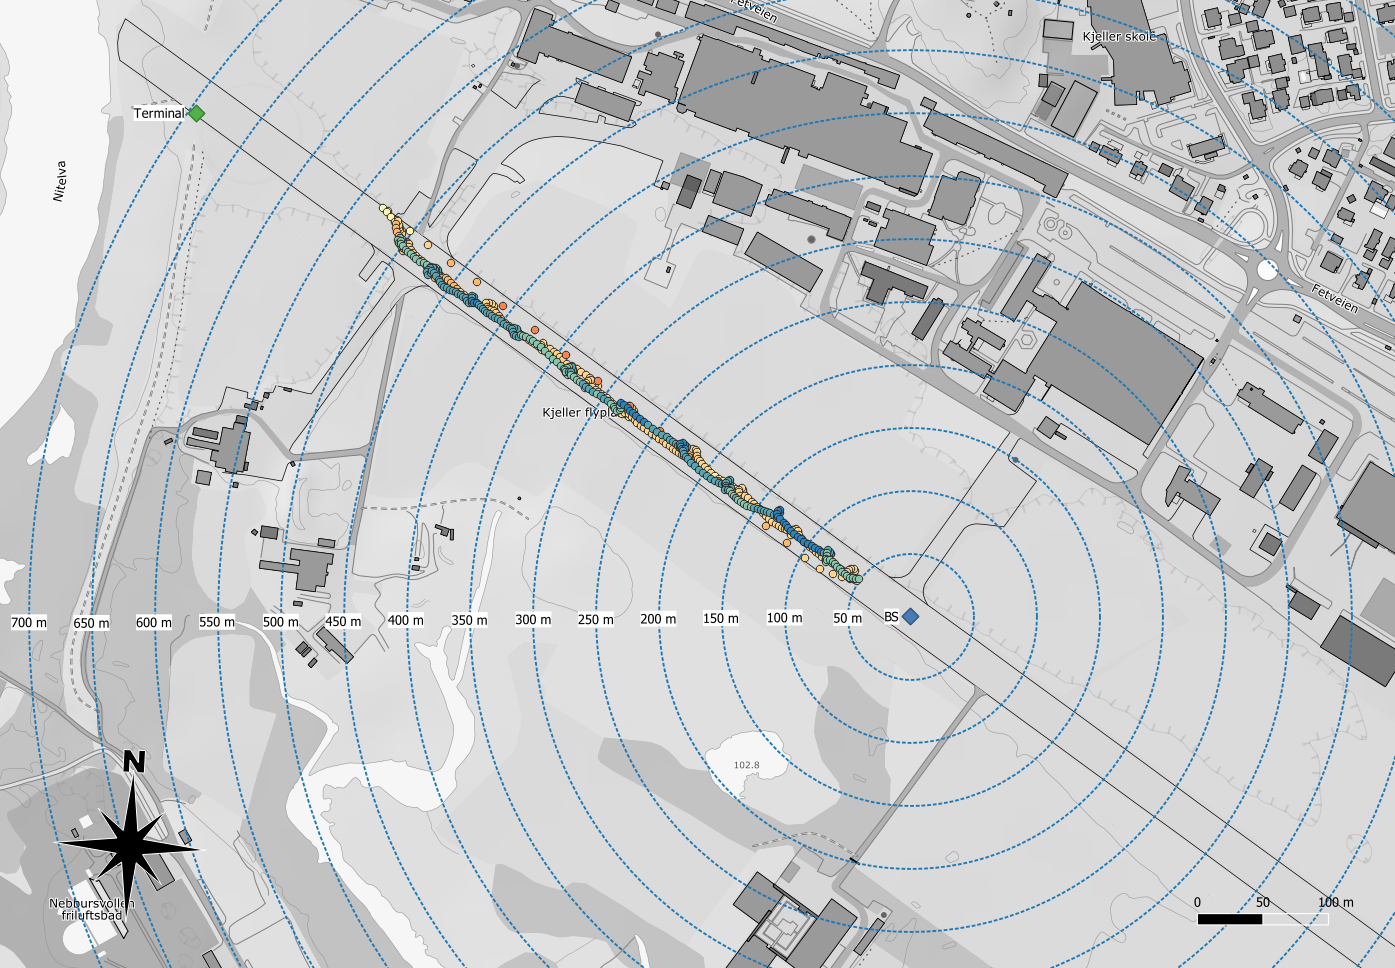 Fetveien
Kjeller skole
Terminal
Nitelva
Fetveien
Kjeller flypl
700 m
650 m
600 m
550 m
500 m
450 m
400 m
350 m
300 m
250 m
200 m
150 m
100 m
50 m
BS
N
102.8
Nebbursvollen
friluftsbad
0
50
100 m